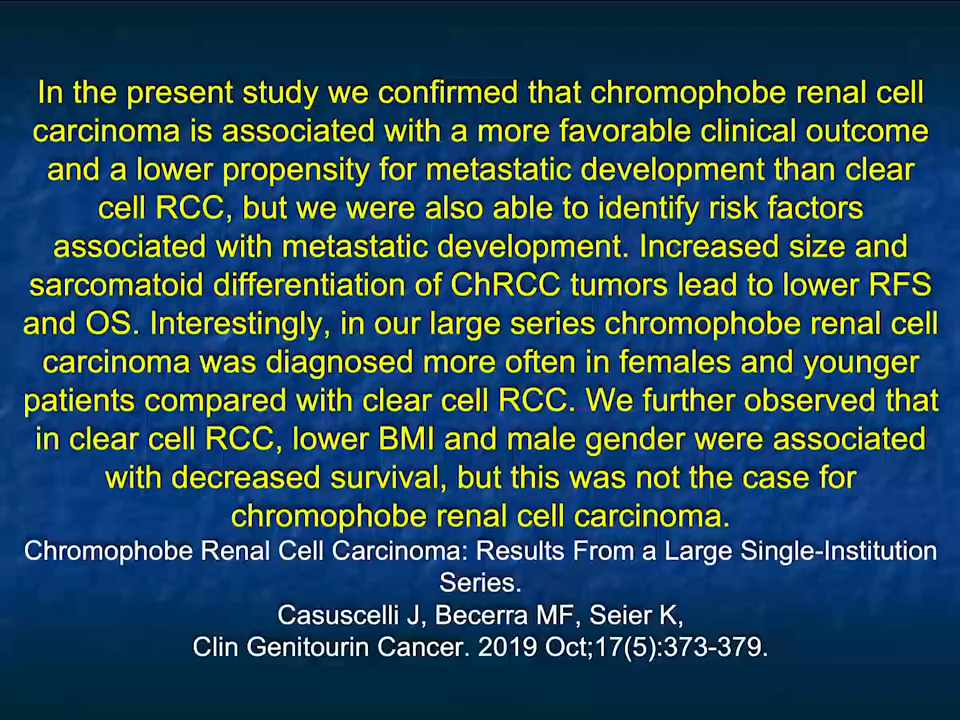 In the present study we confirmed that chromophobe renal cell
carcinoma is associated with a more favorable clinical outcome
and a lower propensity for metastatic development than clear
cell RCC, but we were also able to identify risk factors
associated with metastatic development. Increased size and
sarcomatoid differentiation of ChRCC tumors lead to lower RFS
and OS. Interestingly, in our large series chromophobe renal cell
carcinoma was diagnosed more often in females and younger
patients compared with clear cell RCC. We further observed that
in clear cell RCC, lower BMI and male gender were associated
with decreased survival, but this was not the case for
chromophobe renal cell carcinoma.
Chromophobe Renal Cell Carcinoma: Results From a Large Single-Institution
Series.
Casuscelli J, Becerra MF, Seier K,
Clin Genitourin Cancer. 2019 Oct;17(5):373-379.